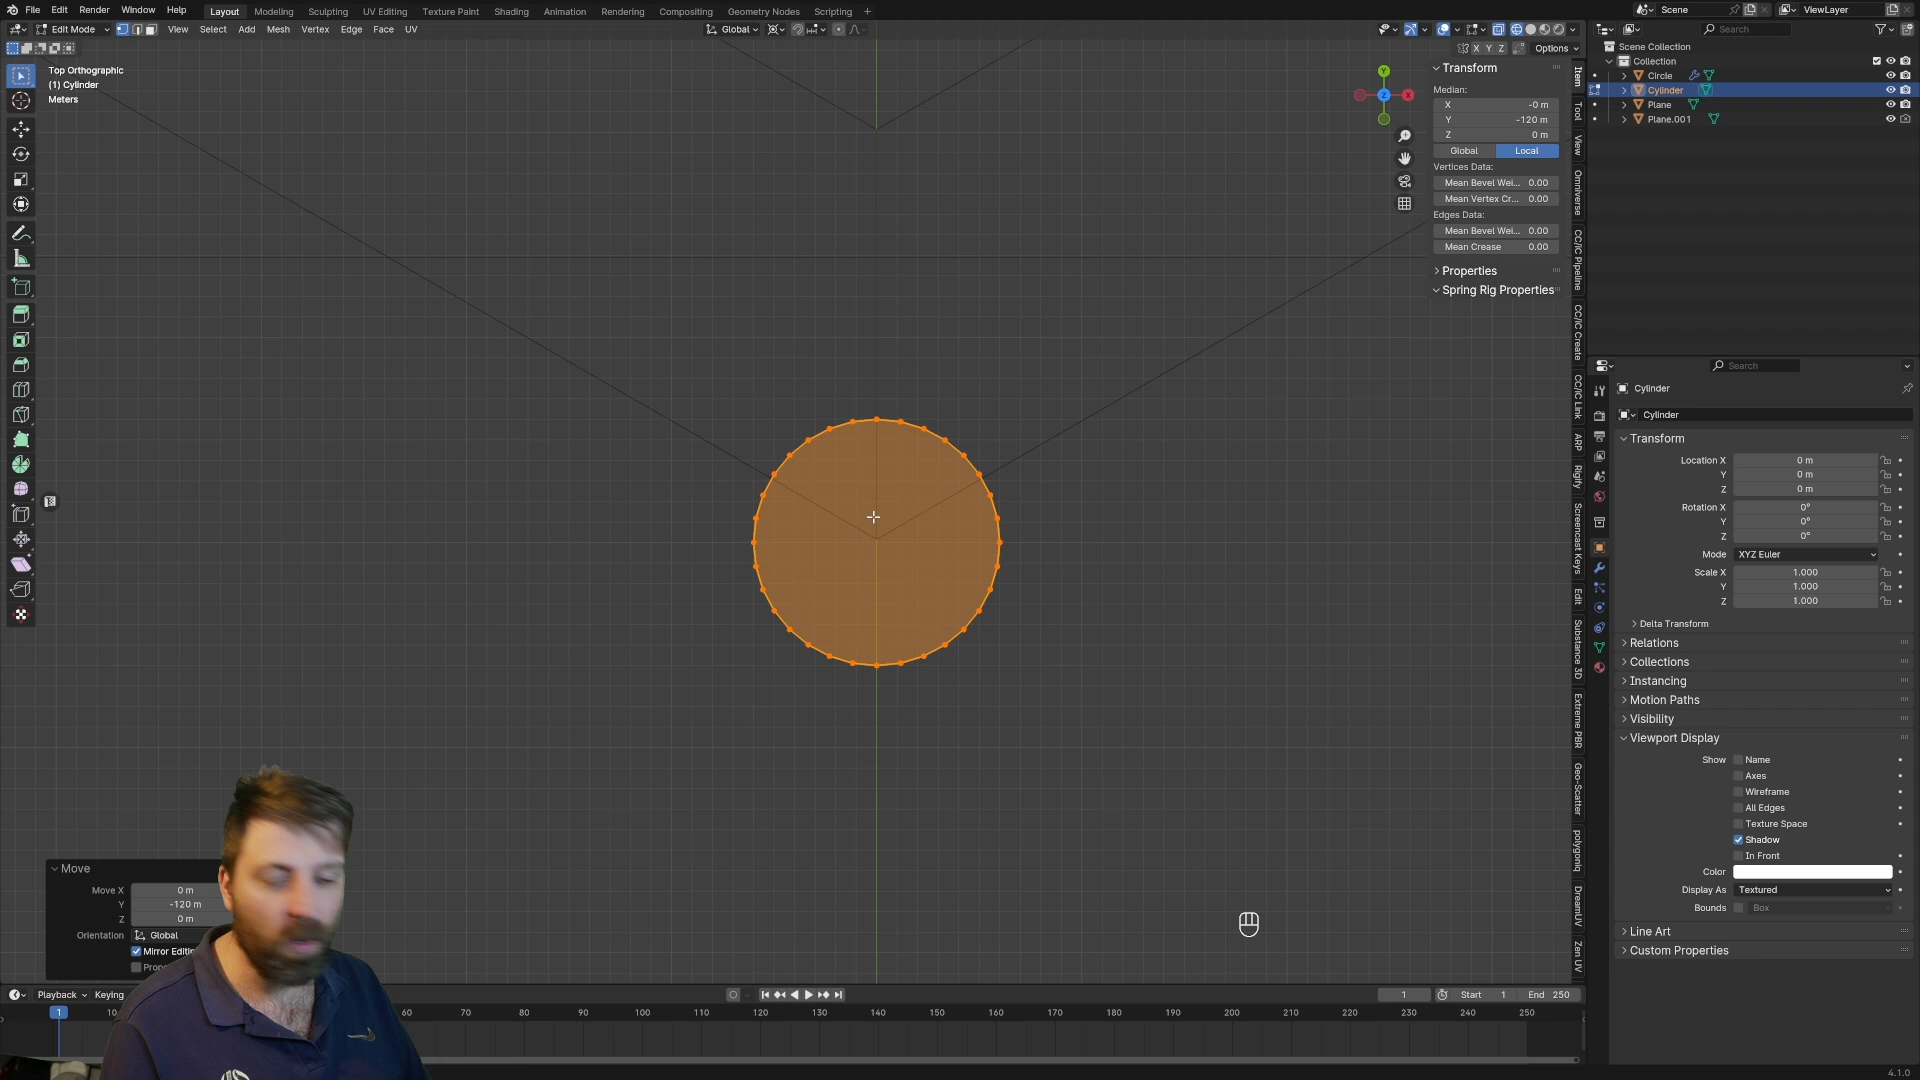 File Edit Render Window Help Layout Modeling Sculpting UV Editing Texture Paint Shading Animation Rendering Compositing Geometry Nodes Scripting + Scene ViewLayer
Edit Mode View Select Add Mesh Vertex Edge Face UV Global Search
X Y Z Options
Top Orthographic
(1) Cylinder
Meters
Y
Z
X
Transform
Median:
X -0 m
Y -120 m
Z 0 m
Global Local
Vertices Data:
Mean Bevel Wei... 0.00
Mean Vertex Cr... 0.00
Edges Data:
Mean Bevel Wei... 0.00
Mean Crease 0.00
Properties
Spring Rig Properties
Item
Tool
View
Omniverse
CC/iC Pipeline
CC/iC Create
CC/iC Link
ARP
Rigify
Screencast Keys
Edit
Substance 3D
Extreme PBR
Geo-Scatter
polygoniq
DreamUV
Zen UV
Scene Collection
Collection
Circle
Cylinder
Plane
Plane.001
Search
Cylinder
Cylinder
Transform
Location X 0 m
Y 0 m
Z 0 m
Rotation X 0°
Y 0°
Z 0°
Mode XYZ Euler
Scale X 1.000
Y 1.000
Z 1.000
Delta Transform
Relations
Collections
Instancing
Motion Paths
Visibility
Viewport Display
Show Name
Axes
Wireframe
All Edges
Texture Space
Shadow
In Front
Color
Display As Textured
Bounds Box
Line Art
Custom Properties
Move
Move X 0 m
Y -120 m
Z 0 m
Orientation Global
Mirror Editin
Propo
Playback Keying 1 Start 1 End 250
1 10 60 70 80 90 100 110 120 130 140 150 160 170 180 190 200 210 220 230 240 250
4.1.0